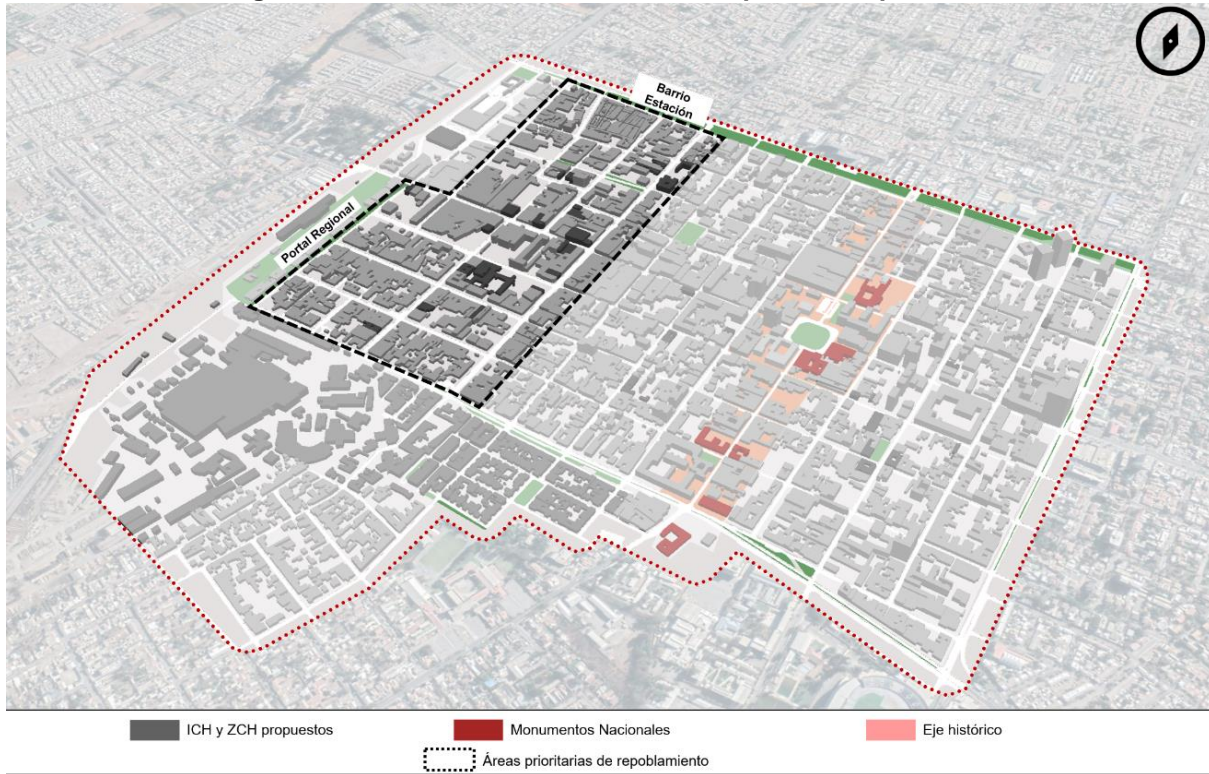 Barrio
Estación
Portal Regional
ICH y ZCH propuestos
Monumentos Nacionales
Eje histórico
Áreas prioritarias de repoblamiento